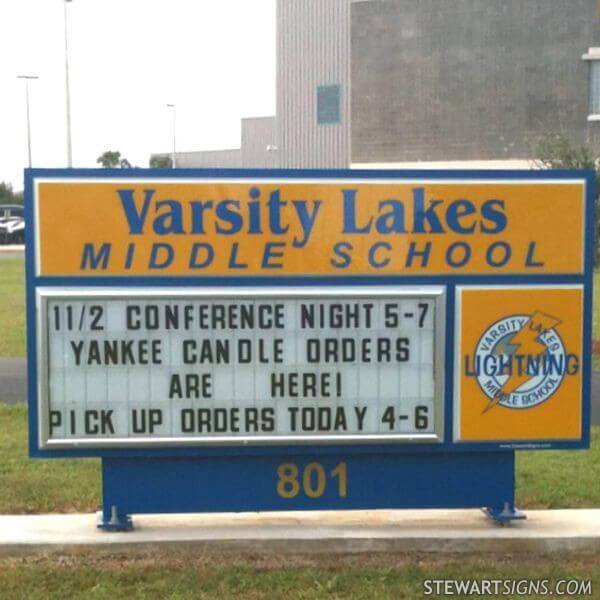 Varsity Lakes
MIDDLE SCHOOL
11/2 CONFERENCE NIGHT 5-7
YANKEE CANDLE ORDERS
ARE HERE!
PICK UP ORDERS TODAY 4-6
VARSITY LAKES
LIGHTNING
MIDDLE SCHOOL
801
STEWARTSIGNS.COM